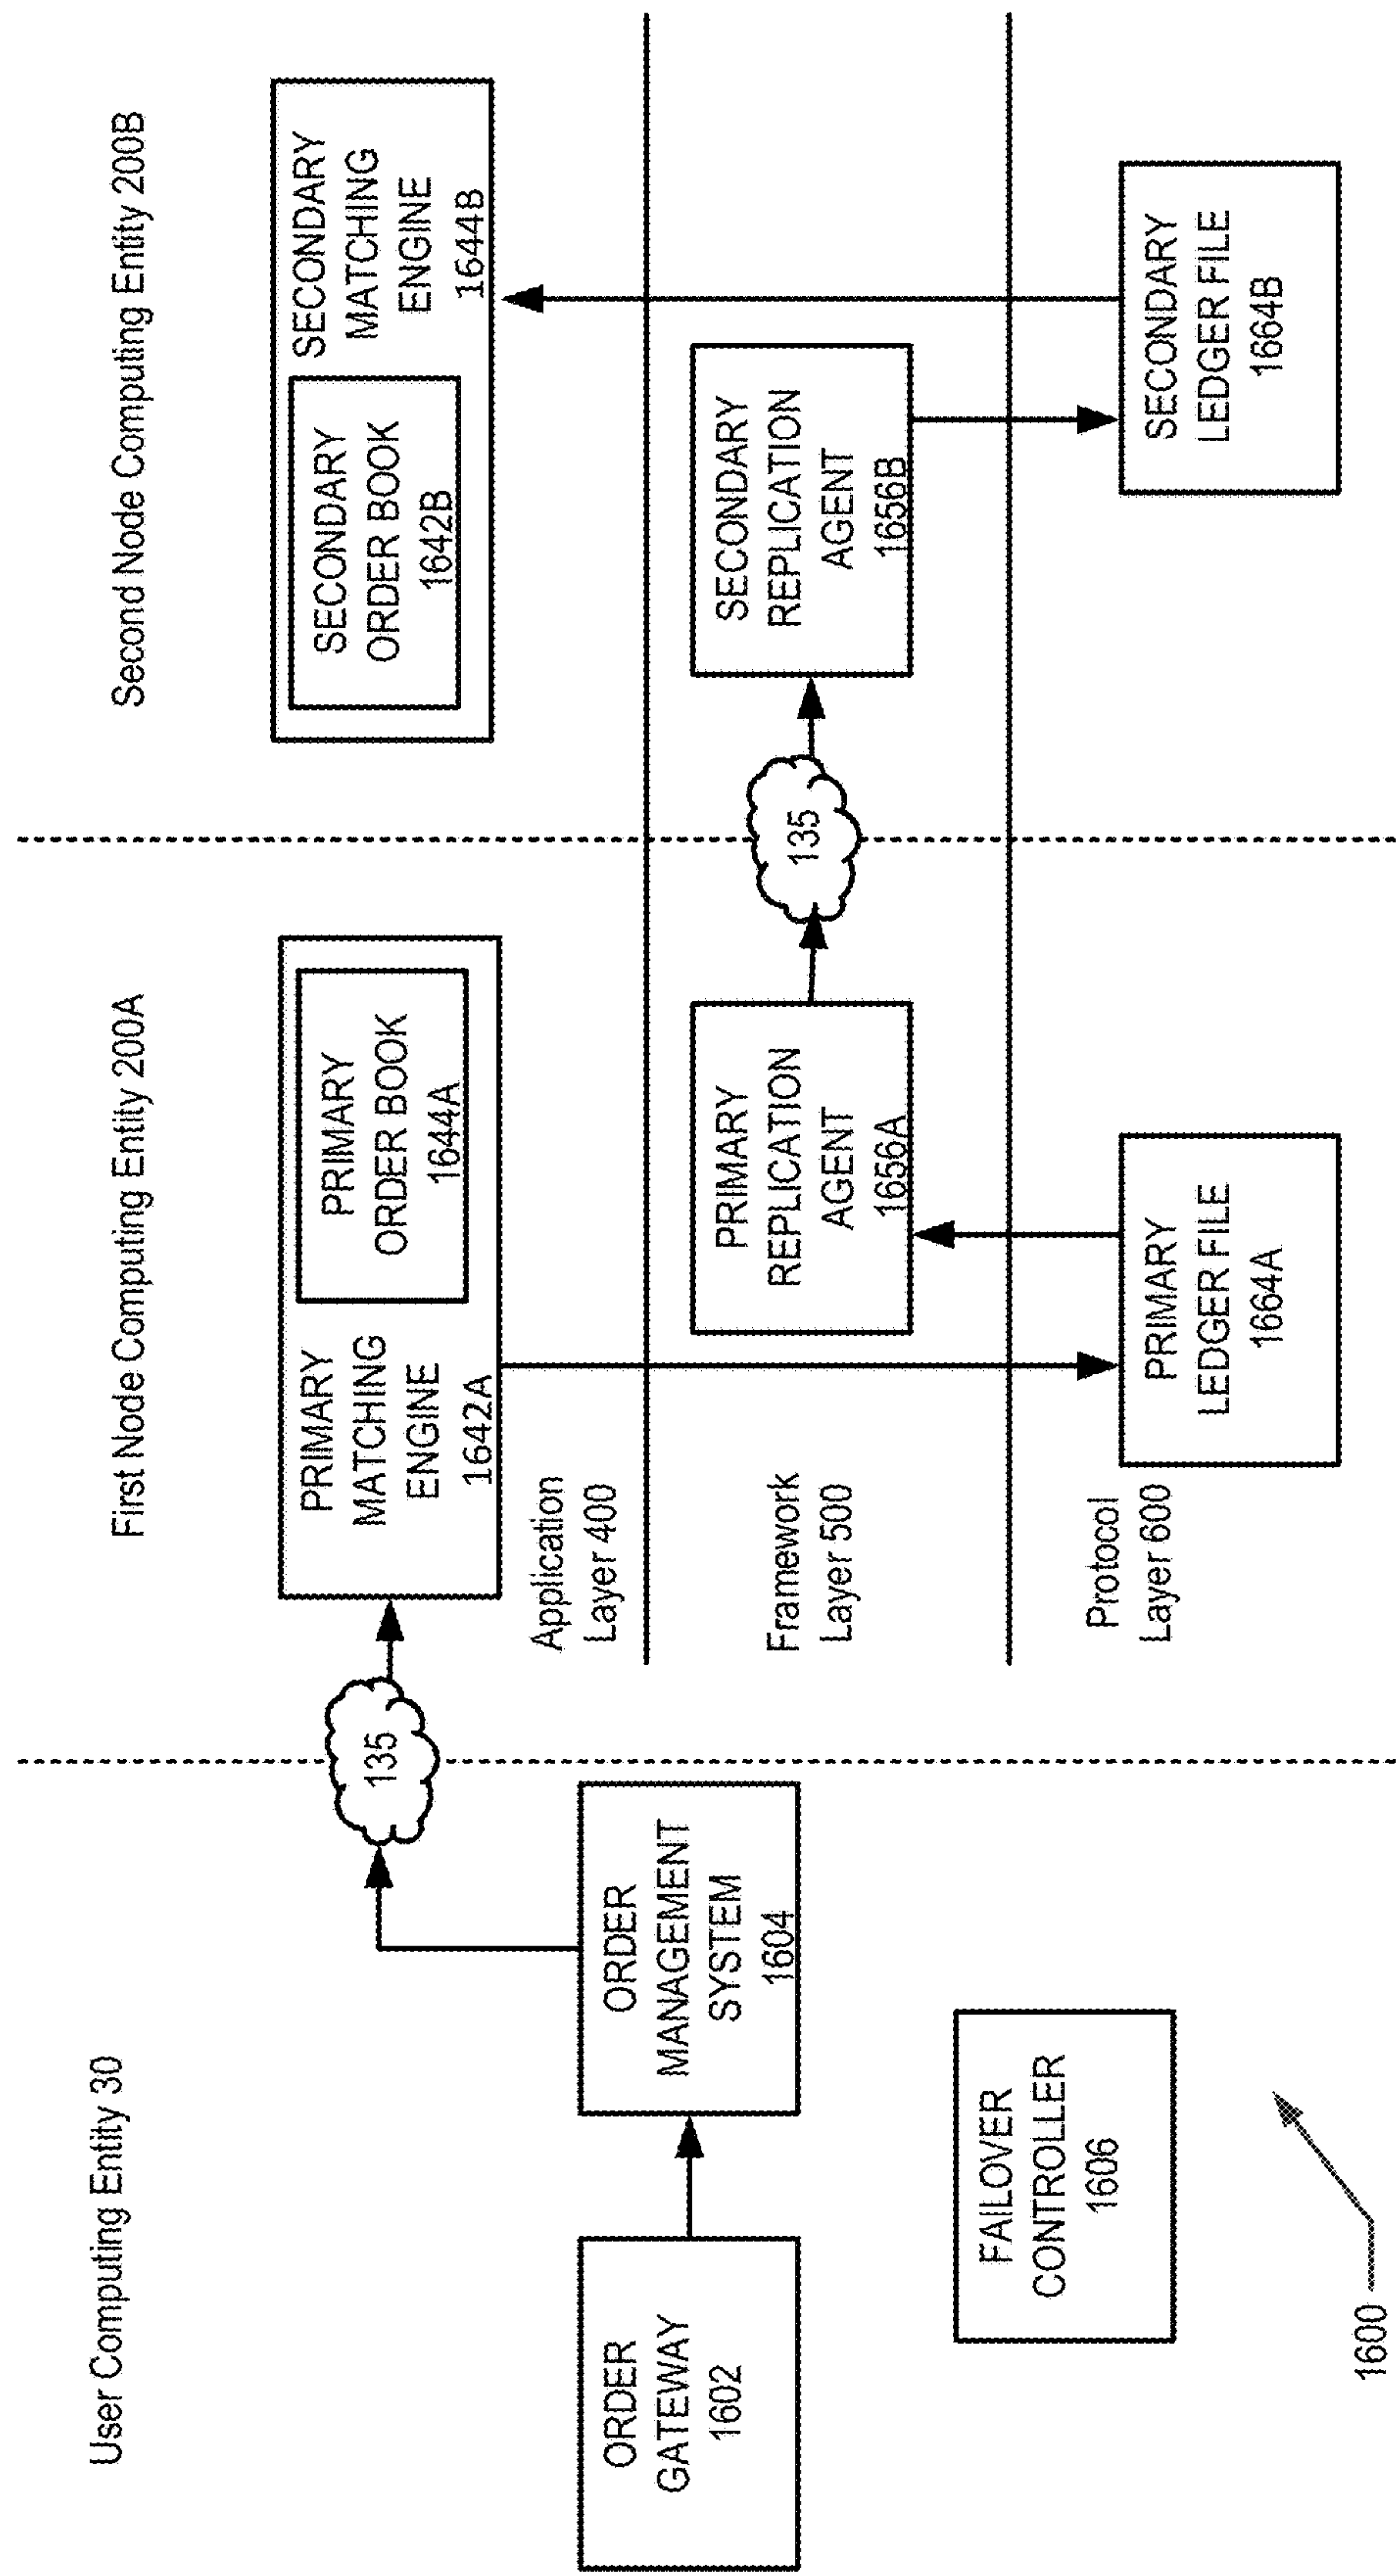 User Computing Entity 30
ORDER
GATEWAY
1602
ORDER
MANAGEMENT
SYSTEM
1604
FAILOVER
CONTROLLER
1606
1600
135
First Node Computing Entity 200A
PRIMARY
MATCHING
ENGINE
1642A
PRIMARY
ORDER BOOK
1644A
Application
Layer 400
Framework
Layer 500
Protocol
Layer 600
PRIMARY
REPLICATION
AGENT
1656A
PRIMARY
LEDGER FILE
1664A
135
Second Node Computing Entity 200B
SECONDARY
ORDER BOOK
1642B
SECONDARY
MATCHING
ENGINE
1644B
SECONDARY
REPLICATION
AGENT
1656B
SECONDARY
LEDGER FILE
1664B